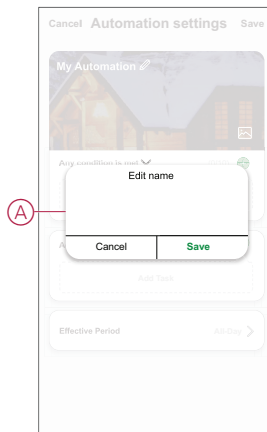 Cancel Automation settings Save
My Automation
Any condition is met
Edit name
A
Cancel Save
Add Task
Effective Period All-Day